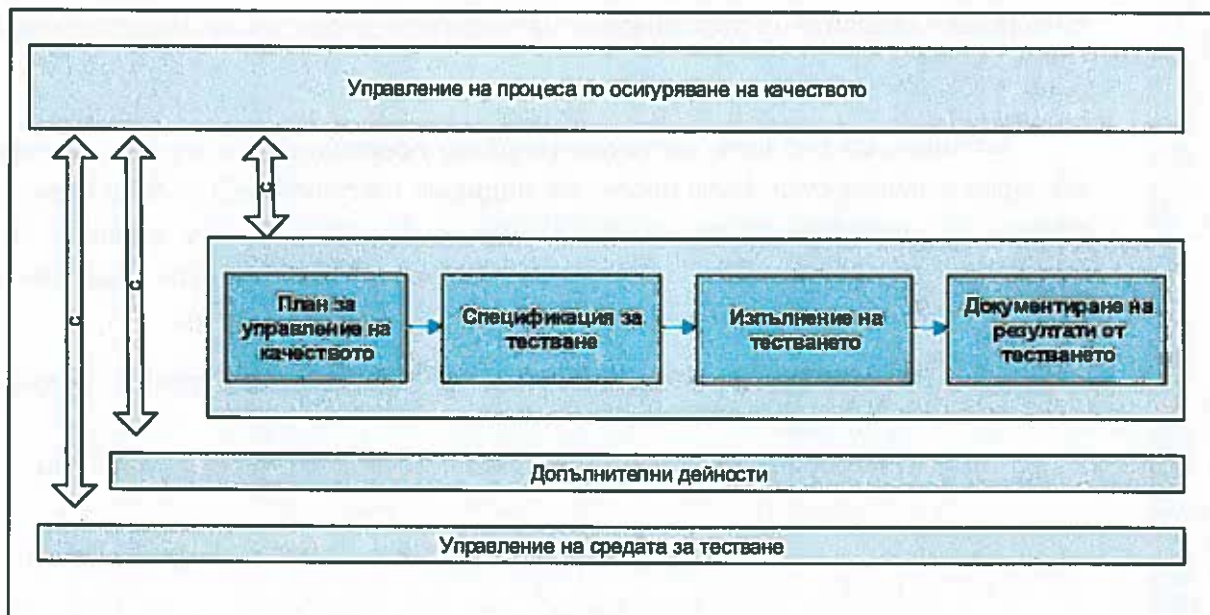 Управление на процеса по осигуряване на качеството
C
C
C
План за
управление на
качеството
Спецификация за
тестване
Изпълнение на
тестването
Документиране на
резултати от
тестването
Допълнителни дейности
Управление на средата за тестване